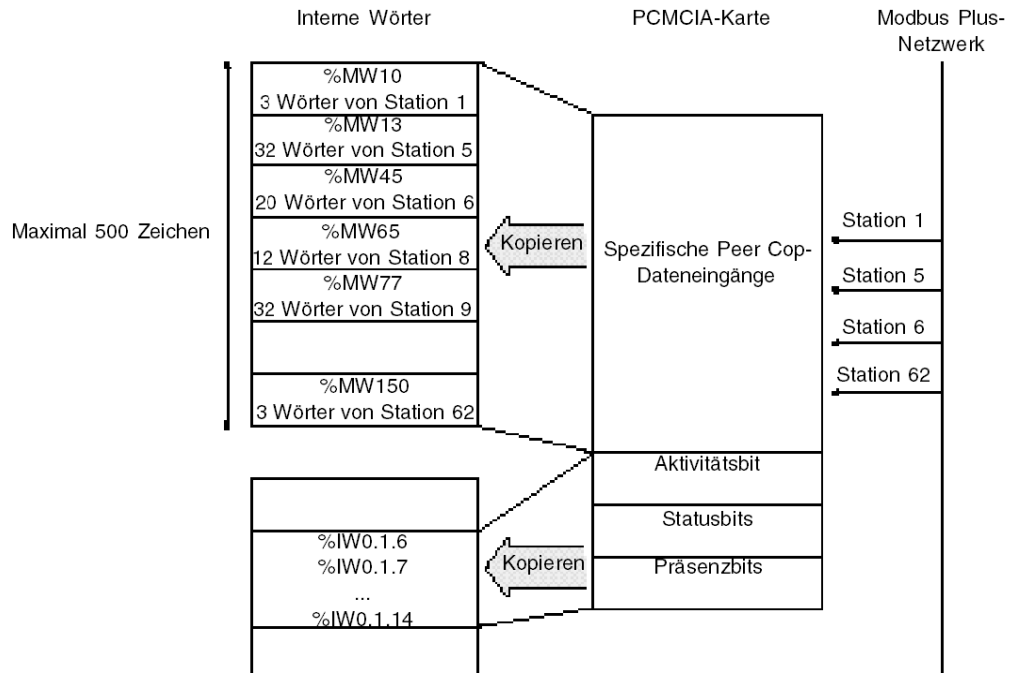 Interne Wörter
PCMCIA-Karte
Modbus Plus-
Netzwerk
%MW10
3 Wörter von Station 1
%MW13
32 Wörter von Station 5
%MW45
20 Wörter von Station 6
%MW65
12 Wörter von Station 8
%MW77
32 Wörter von Station 9
%MW150
3 Wörter von Station 62
Maximal 500 Zeichen
Kopieren
Spezifische Peer Cop-
Dateneingänge
Station 1
Station 5
Station 6
Station 62
Aktivitätsbit
Statusbits
Präsenzbits
%IW0.1.6
%IW0.1.7
...
%IW0.1.14
Kopieren